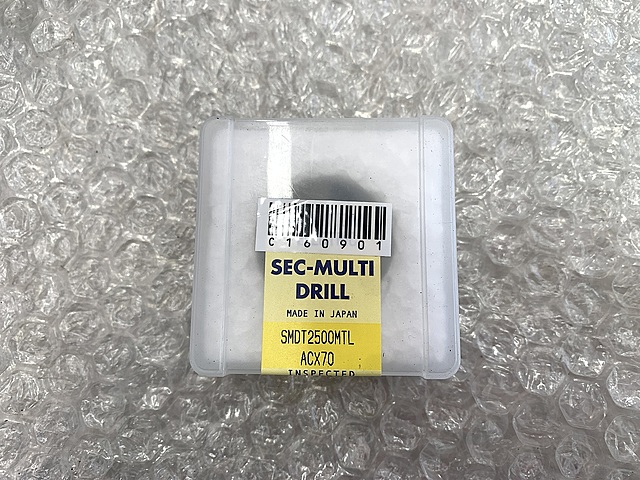 C160901
SEC-MULTI
DRILL
MADE IN JAPAN
SMDT2500MTL
ACX70
INSPECTED